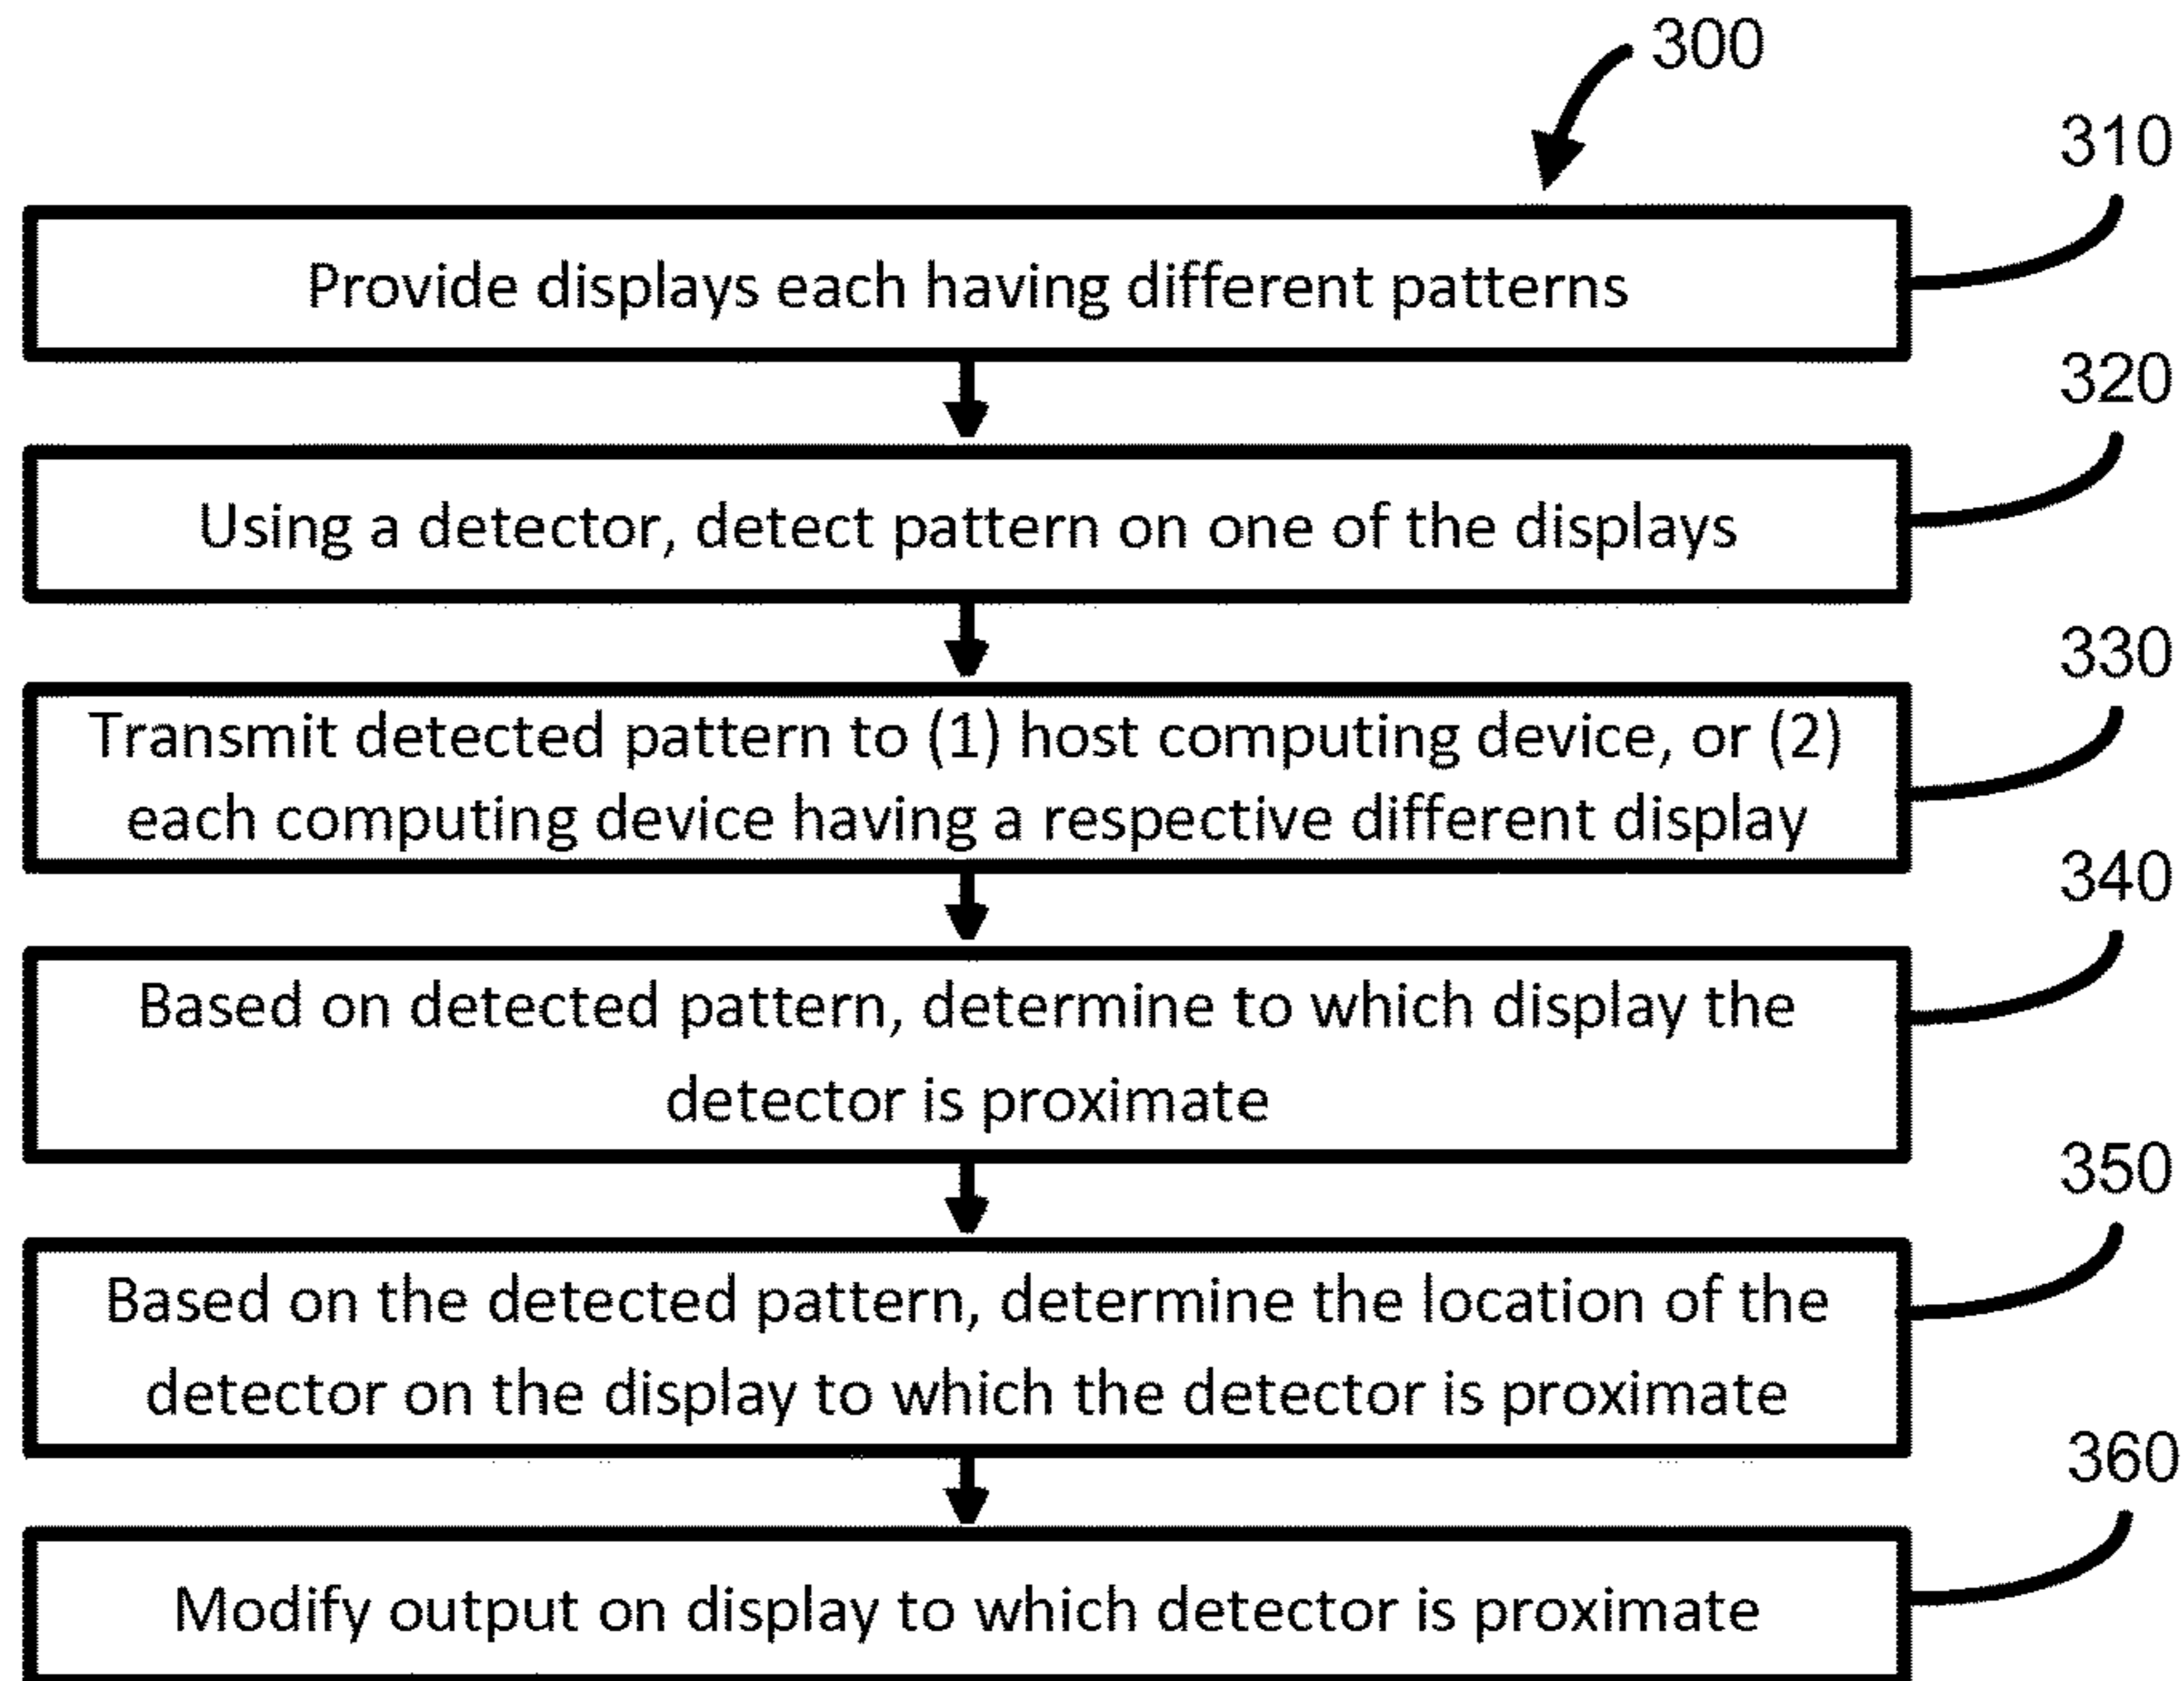 300
310
Provide displays each having different patterns
320
Using a detector, detect pattern on one of the displays
330
Transmit detected pattern to (1) host computing device, or (2)
each computing device having a respective different display
340
Based on detected pattern, determine to which display the
detector is proximate
350
Based on the detected pattern, determine the location of the
detector on the display to which the detector is proximate
360
Modify output on display to which detector is proximate